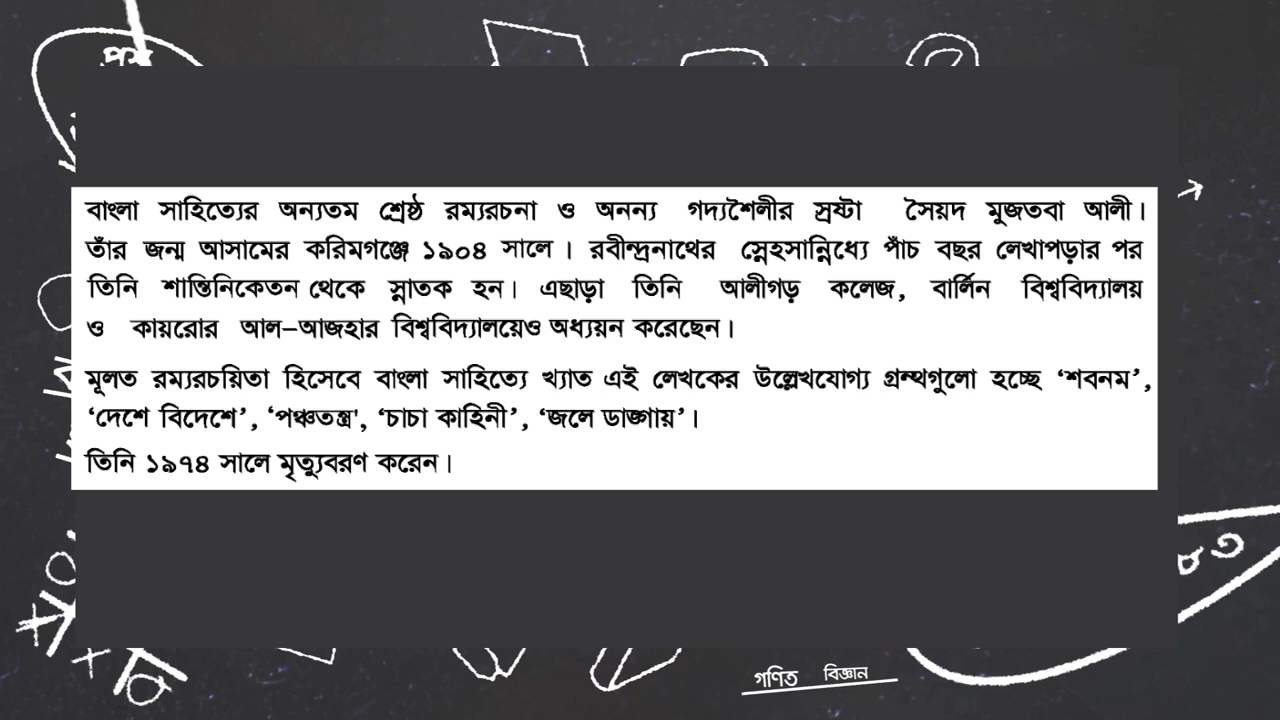 পদ্ম
বাংলা সাহিত্যের অন্যতম শ্রেষ্ঠ রম্যরচনা ও অনন্য গদ্যশৈলীর স্রষ্টা সৈয়দ মুজতবা আলী।
তাঁর জন্ম আসামের করিমগঞ্জে ১৯০৪ সালে । রবীন্দ্রনাথের স্নেহসান্নিধ্যে পাঁচ বছর লেখাপড়ার পর
তিনি শান্তিনিকেতন থেকে স্নাতক হন। এছাড়া তিনি আলীগড় কলেজ, বার্লিন বিশ্ববিদ্যালয়
ও কায়রোর আল–আজহার বিশ্ববিদ্যালয়েও অধ্যয়ন করেছেন।
মূলত রম্যরচয়িতা হিসেবে বাংলা সাহিত্যে খ্যাত এই লেখকের উল্লেখযোগ্য গ্রন্থগুলো হচ্ছে ‘শবনম’,
‘দেশে বিদেশে’, ‘পঞ্চতন্ত্র', ‘চাচা কাহিনী’, ‘জলে ডাঙ্গায়’।
তিনি ১৯৭৪ সালে মৃত্যুবরণ করেন।
গণিত বিজ্ঞান